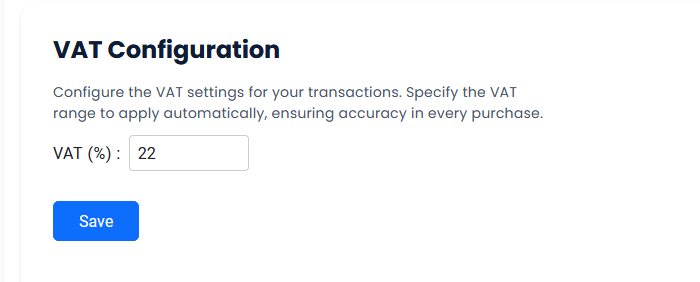 VAT Configuration
Configure the VAT settings for your transactions. Specify the VAT
range to apply automatically, ensuring accuracy in every purchase.
VAT (%) : 22
Save